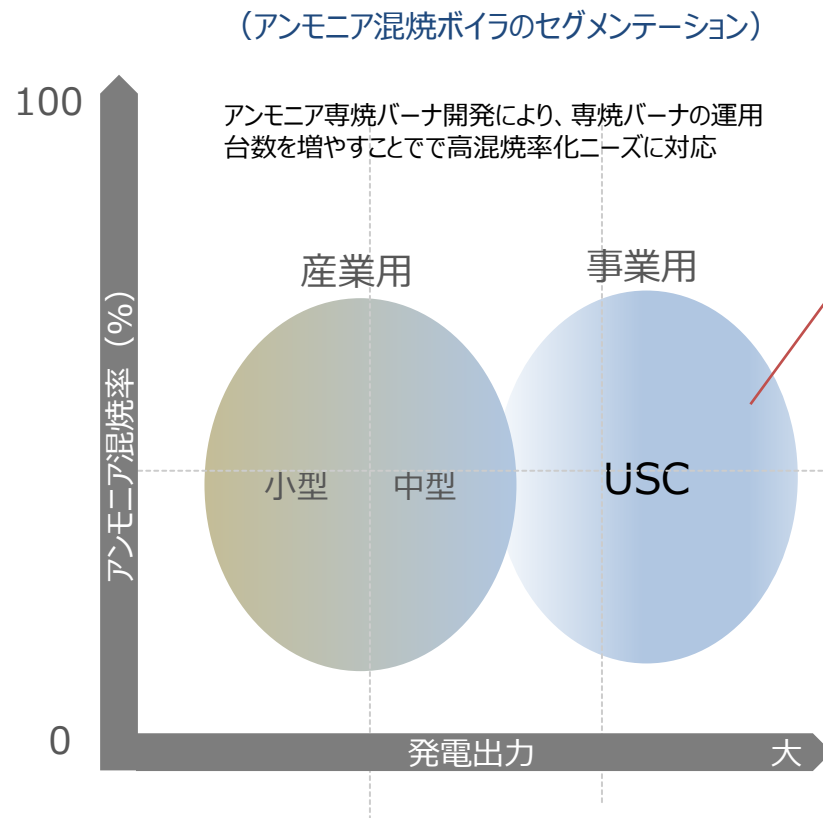 （アンモニア混焼ボイラのセグメンテーション）
100
アンモニア専焼バーナ開発により、専焼バーナの運用
台数を増やすことでで高混焼率化ニーズに対応
産業用
事業用
アンモニア混焼率（%）
小型
中型
USC
0
発電出力
大